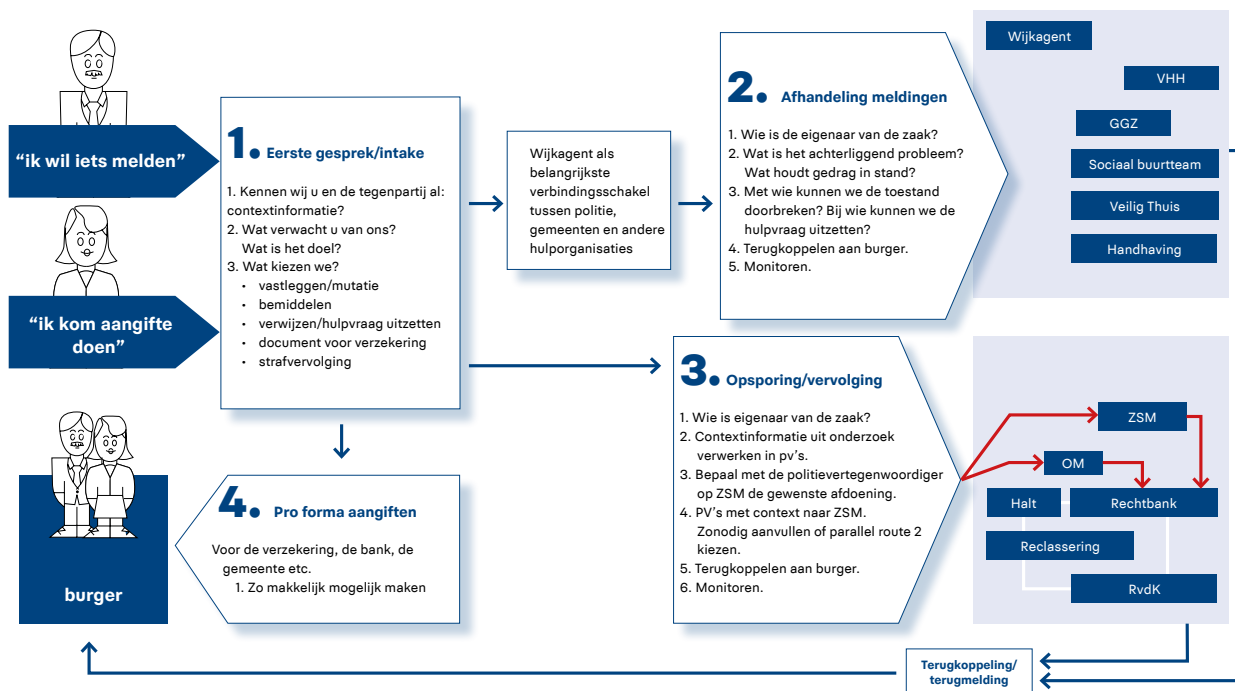 “ik wil iets melden”
“ik kom aangifte
doen”
burger
1. Eerste gesprek/intake
1. Kennen wij u en de tegenpartij al:
contextinformatie?
2. Wat verwacht u van ons?
Wat is het doel?
3. Wat kiezen we?
• vastleggen/mutatie
• bemiddelen
• verwijzen/hulpvraag uitzetten
• document voor verzekering
• strafvervolging
Wijkagent als
belangrijkste
verbindingsschakel
tussen politie,
gemeenten en andere
hulporganisaties
2. Afhandeling meldingen
1. Wie is de eigenaar van de zaak?
2. Wat is het achterliggend probleem?
Wat houdt gedrag in stand?
3. Met wie kunnen we de toestand
doorbreken? Bij wie kunnen we de
hulpvraag uitzetten?
4. Terugkoppelen aan burger.
5. Monitoren.
Wijkagent
VHH
GGZ
Sociaal buurtteam
Veilig Thuis
Handhaving
3. Opsporing/vervolging
1. Wie is eigenaar van de zaak?
2. Contextinformatie uit onderzoek
verwerken in pv’s.
3. Bepaal met de politievertegenwoordiger
op ZSM de gewenste afdoening.
4. PV’s met context naar ZSM.
Zonodig aanvullen of parallel route 2
kiezen.
5. Terugkoppelen aan burger.
6. Monitoren.
ZSM
OM
Halt
Rechtbank
Reclassering
RvdK
4. Pro forma aangiften
Voor de verzekering, de bank, de
gemeente etc.
1. Zo makkelijk mogelijk maken
Terugkoppeling/
terugmelding